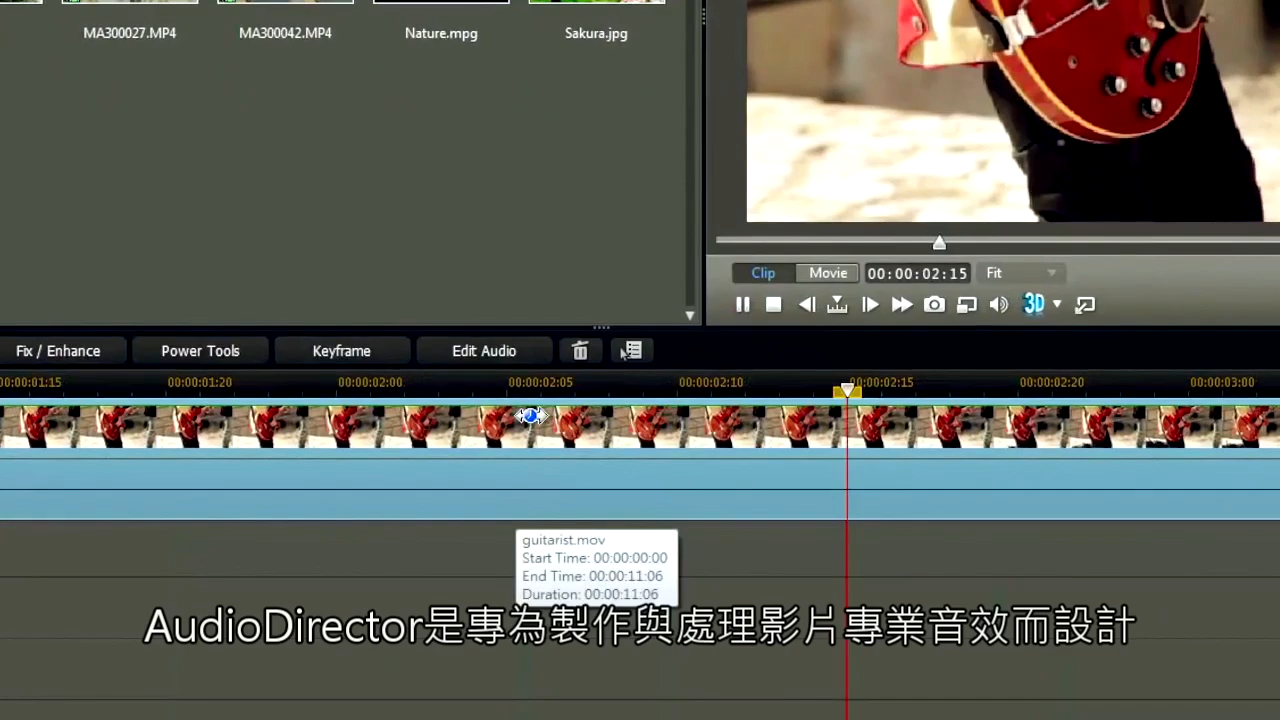 MA300027.MP4
MA300042.MP4
Nature.mpg
Sakura.jpg
Clip
Movie
00:00:02:15
Fit
3D
Fix / Enhance
Power Tools
Keyframe
Edit Audio
00:00:01:15
00:00:01:20
00:00:02:00
00:00:02:05
00:00:02:10
00:00:02:15
00:00:02:20
00:00:03:00
guitarist.mov
Start Time: 00:00:00:00
End Time: 00:00:11:06
Duration: 00:00:11:06
AudioDirector是專為製作與處理影片專業音效而設計